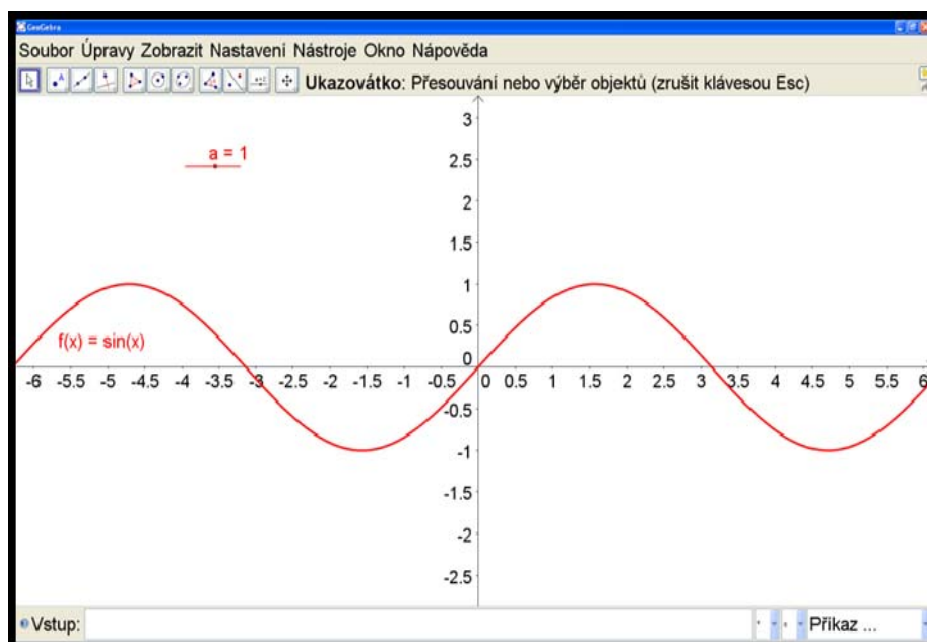 GeoGebra
Soubor Úpravy Zobrazit Nastavení Nástroje Okno Nápověda
Ukazovátko: Přesouvání nebo výběr objektů (zrušit klávesou Esc)
3
a = 1
2.5
2
1.5
1
0.5
f(x) = sin(x)
0
-6 -5.5 -5 -4.5 -4 -3.5 -3 -2.5 -2 -1.5 -1 -0.5 0 0.5 1 1.5 2 2.5 3 3.5 4 4.5 5 5.5 6
-0.5
-1
-1.5
-2
-2.5
Vstup: Příkaz ...